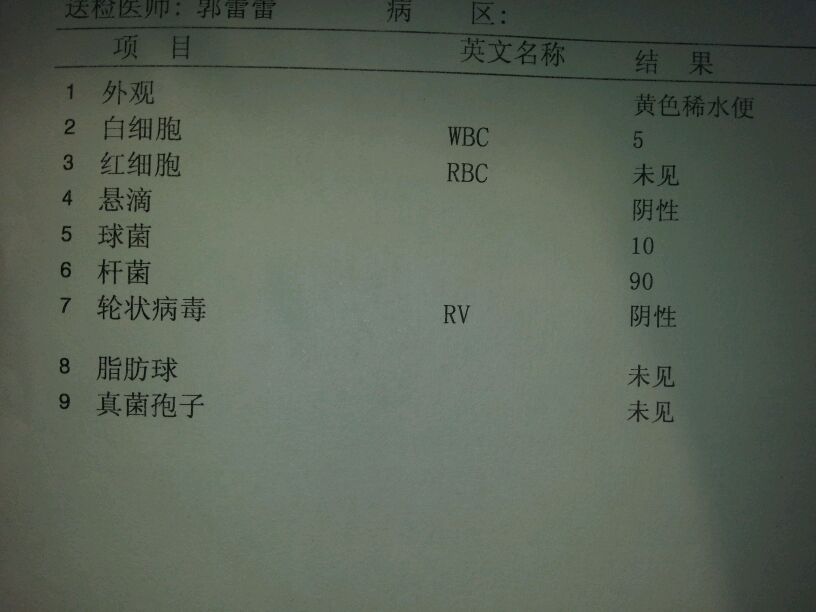 送检医师: 郭雷雷 病 区:
项 目 英文名称 结 果
1 外观 黄色稀水便
2 白细胞 WBC 5
3 红细胞 RBC 未见
4 悬滴 阴性
5 球菌 10
6 杆菌 90
7 轮状病毒 RV 阴性
8 脂肪球 未见
9 真菌孢子 未见